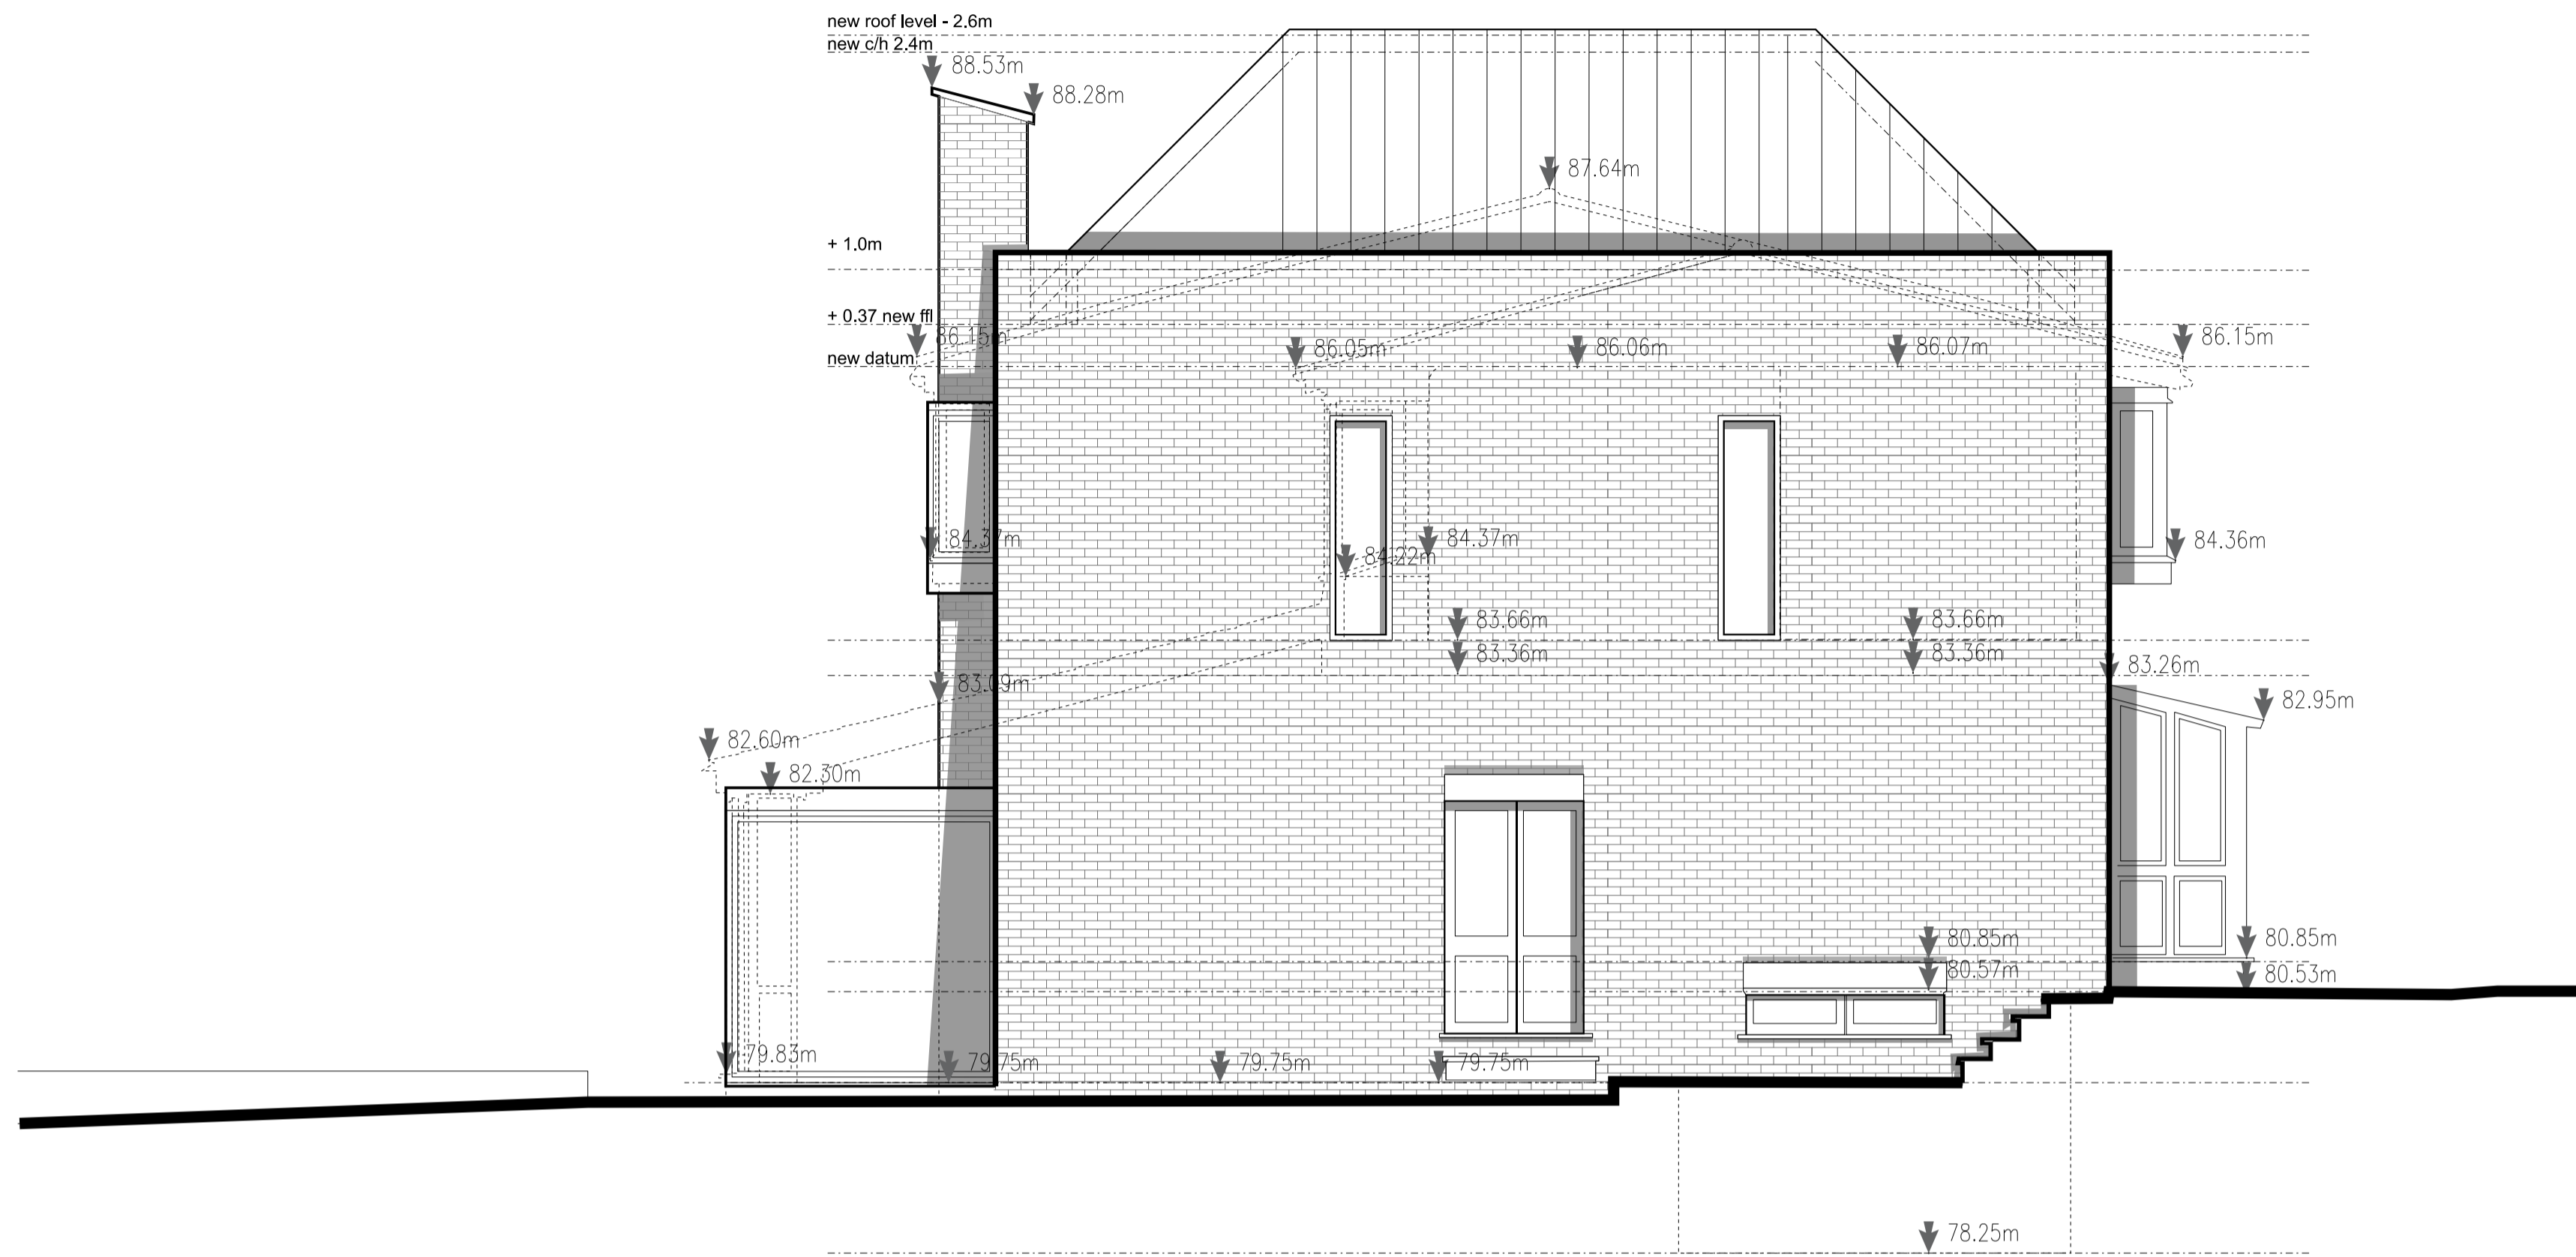 new roof level - 2.6m
new c/h 2.4m
88.53m
88.28m
87.64m
+ 1.0m
+ 0.37 new ffl
86.15m
86.15m
new datum
86.05m
86.06m
86.07m
84.37m
84.37m
84.36m
84.22m
83.66m
83.66m
83.36m
83.36m
83.26m
83.09m
82.95m
82.60m
82.30m
80.85m
80.85m
80.57m
80.53m
79.83m
79.75m
79.75m
79.75m
78.25m